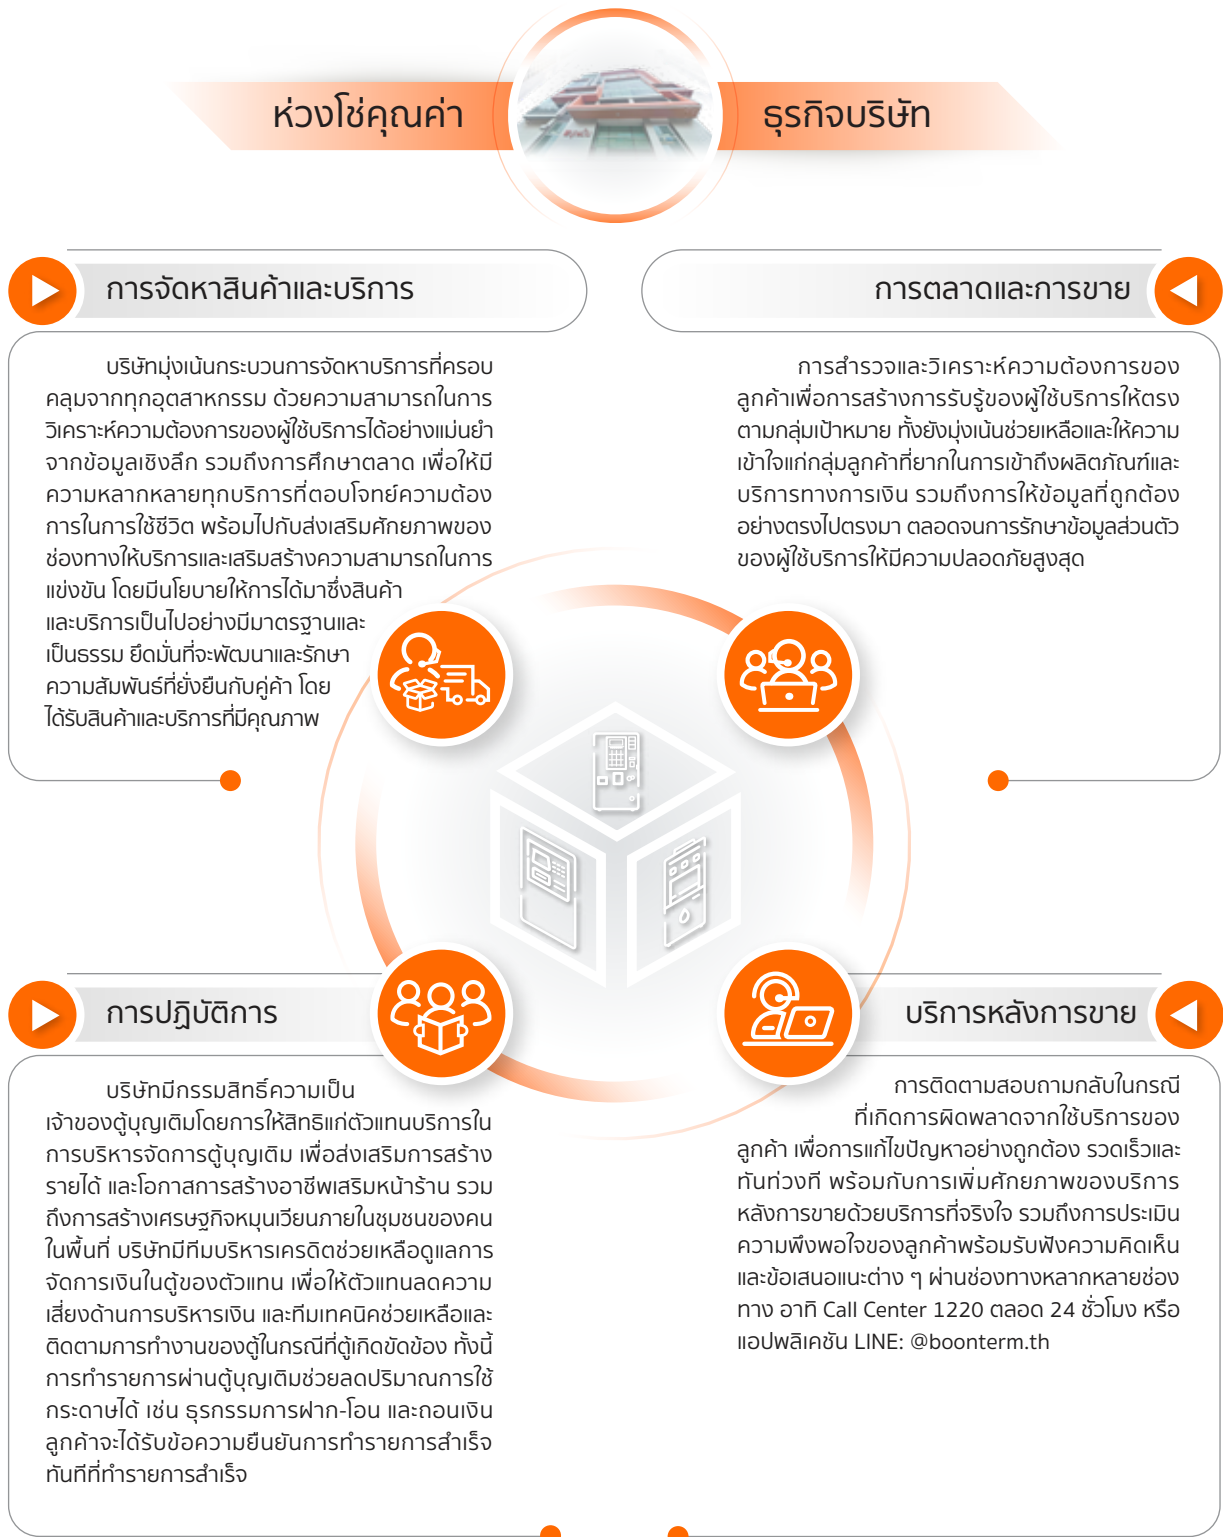 ห่วงโซ่คุณค่า
ธุรกิจบริษัท
การจัดหาสินค้าและบริการ
บริษัทมุ่งเน้นกระบวนการจัดหาบริการที่ครอบ
คลุมจากทุกอุตสาหกรรม ด้วยความสามารถในการ
วิเคราะห์ความต้องการของผู้ใช้บริการได้อย่างแม่นยำ
จากข้อมูลเชิงลึก รวมถึงการศึกษาตลาด เพื่อให้มี
ความหลากหลายทุกบริการที่ตอบโจทย์ความต้อง
การในการใช้ชีวิต พร้อมไปกับส่งเสริมศักยภาพของ
ช่องทางให้บริการและเสริมสร้างความสามารถในการ
แข่งขัน โดยมีนโยบายให้การได้มาซึ่งสินค้า
และบริการเป็นไปอย่างมีมาตรฐานและ
เป็นธรรม ยึดมั่นที่จะพัฒนาและรักษา
ความสัมพันธ์ที่ยั่งยืนกับคู่ค้า โดย
ได้รับสินค้าและบริการที่มีคุณภาพ
การตลาดและการขาย
การสำรวจและวิเคราะห์ความต้องการของ
ลูกค้าเพื่อการสร้างการรับรู้ของผู้ใช้บริการให้ตรง
ตามกลุ่มเป้าหมาย ทั้งยังมุ่งเน้นช่วยเหลือและให้ความ
เข้าใจแก่กลุ่มลูกค้าที่ยากในการเข้าถึงผลิตภัณฑ์และ
บริการทางการเงิน รวมถึงการให้ข้อมูลที่ถูกต้อง
อย่างตรงไปตรงมา ตลอดจนการรักษาข้อมูลส่วนตัว
ของผู้ใช้บริการให้มีความปลอดภัยสูงสุด
การปฏิบัติการ
บริษัทมีกรรมสิทธิ์ความเป็น
เจ้าของตู้บุญเติมโดยการให้สิทธิแก่ตัวแทนบริการใน
การบริหารจัดการตู้บุญเติม เพื่อส่งเสริมการสร้าง
รายได้ และโอกาสการสร้างอาชีพเสริมหน้าร้าน รวม
ถึงการสร้างเศรษฐกิจหมุนเวียนภายในชุมชนของคน
ในพื้นที่ บริษัทมีทีมบริหารเครดิตช่วยเหลือดูแลการ
จัดการเงินในตู้ของตัวแทน เพื่อให้ตัวแทนลดความ
เสี่ยงด้านการบริหารเงิน และทีมเทคนิคช่วยเหลือและ
ติดตามการทำงานของตู้ในกรณีที่ตู้เกิดขัดข้อง ทั้งนี้
การทำรายการผ่านตู้บุญเติมช่วยลดปริมาณการใช้
กระดาษได้ เช่น ธุรกรรมการฝาก-โอน และถอนเงิน
ลูกค้าจะได้รับข้อความยืนยันการทำรายการสำเร็จ
ทันทีที่ทำรายการสำเร็จ
บริการหลังการขาย
การติดตามสอบถามกลับในกรณี
ที่เกิดการผิดพลาดจากใช้บริการของ
ลูกค้า เพื่อการแก้ไขปัญหาอย่างถูกต้อง รวดเร็วและ
ทันท่วงที พร้อมกับการเพิ่มศักยภาพของบริการ
หลังการขายด้วยบริการที่จริงใจ รวมถึงการประเมิน
ความพึงพอใจของลูกค้าพร้อมรับฟังความคิดเห็น
และข้อเสนอแนะต่าง ๆ ผ่านช่องทางหลากหลายช่อง
ทาง อาทิ Call Center 1220 ตลอด 24 ชั่วโมง หรือ
แอปพลิเคชัน LINE: @boonterm.th